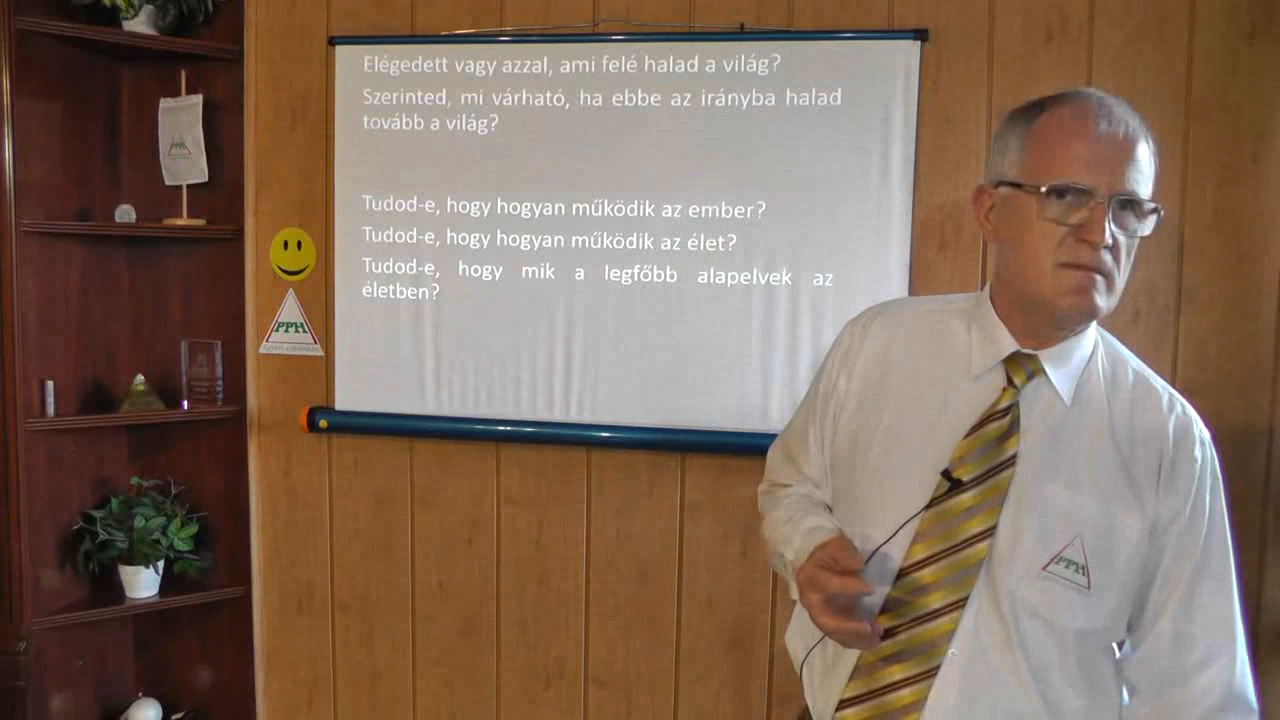 Elégedett vagy azzal, ami felé halad a világ?
Szerinted, mi várható, ha ebbe az irányba halad
tovább a világ?
Tudod-e, hogy hogyan működik az ember?
Tudod-e, hogy hogyan működik az élet?
Tudod-e, hogy mik a legfőbb alapelvek az
életben?
PPH
PPH